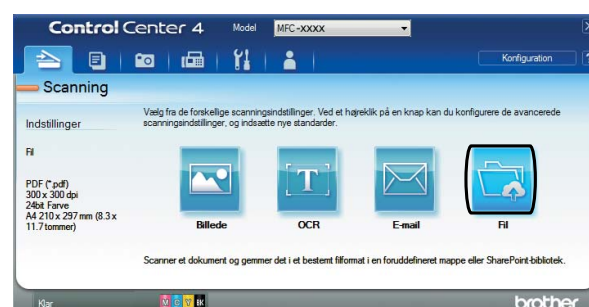 Control Center 4
Model
MFC-XXXX
Konfiguration
?
Scanning
Vælg fra de forskellige scanningsindstillinger. Ved et højreklik på en knap kan du konfigurere de avancerede
scanningsindstillinger, og indsætte nye standarder.
Indstillinger
Fil
PDF (*.pdf)
300 x 300 dpi
24bit Farve
A4 210 x 297 mm (8.3 x
11.7 tommer)
T
Billede
OCR
E-mail
Fil
Scanner et dokument og gemmer det i et bestemt filformat i en foruddefineret mappe eller SharePoint-bibliotek.
Klar
M C Y BK
brother